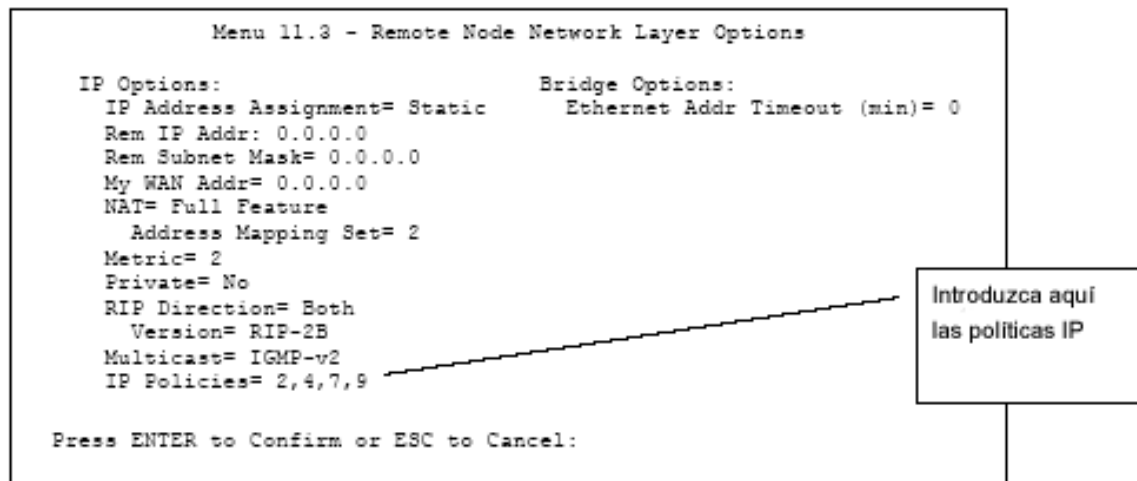 Menu 11.3 - Remote Node Network Layer Options
IP Options:
Bridge Options:
IP Address Assignment= Static
Ethernet Addr Timeout (min)= 0
Rem IP Addr: 0.0.0.0
Rem Subnet Mask= 0.0.0.0
My WAN Addr= 0.0.0.0
NAT= Full Feature
Address Mapping Set= 2
Metric= 2
Private= No
RIP Direction= Both
Version= RIP-2B
Multicast= IGMP-v2
IP Policies= 2,4,7,9
Introduzca aquí
las políticas IP
Press ENTER to Confirm or ESC to Cancel: